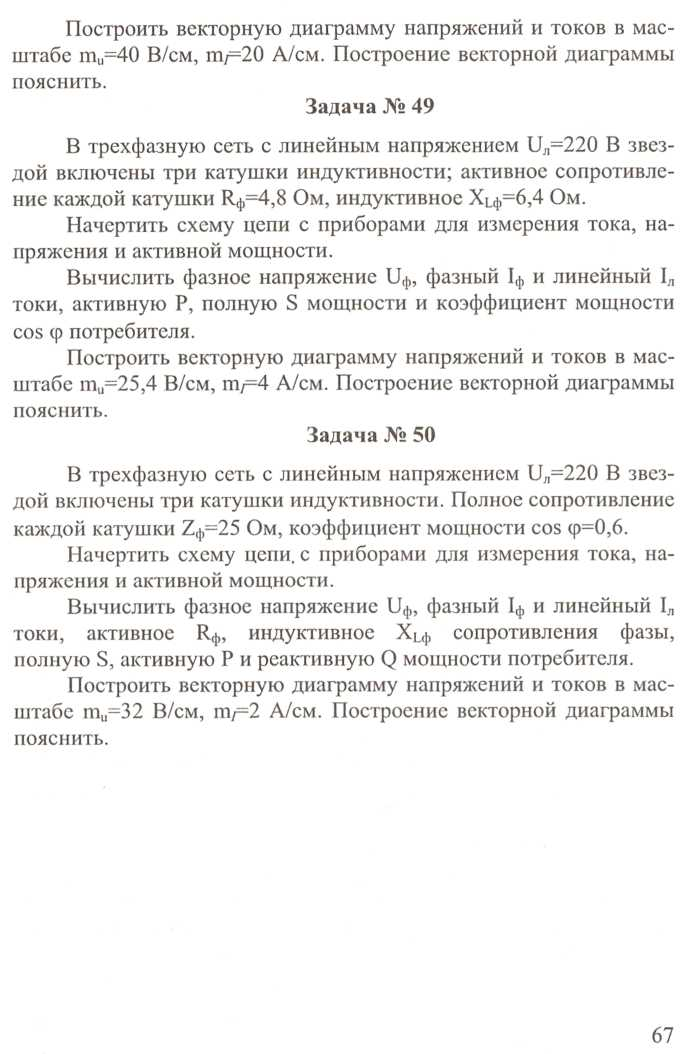 Построить векторную диаграмму напряжений и токов в мас-
штабе mu=40 В/см, mI=20 А/см. Построение векторной диаграммы
пояснить.
Задача № 49
В трехфазную сеть с линейным напряжением Uл=220 В звез-
дой включены три катушки индуктивности; активное сопротивле-
ние каждой катушки Rф=4,8 Ом, индуктивное XLф=6,4 Ом.
Начертить схему цепи с приборами для измерения тока, на-
пряжения и активной мощности.
Вычислить фазное напряжение Uф, фазный Iф и линейный Iл
токи, активную P, полную S мощности и коэффициент мощности
cos φ потребителя.
Построить векторную диаграмму напряжений и токов в мас-
штабе mu=25,4 В/см, mI=4 А/см. Построение векторной диаграммы
пояснить.
Задача № 50
В трехфазную сеть с линейным напряжением Uл=220 В звез-
дой включены три катушки индуктивности. Полное сопротивление
каждой катушки Zф=25 Ом, коэффициент мощности cos φ=0,6.
Начертить схему цепи с приборами для измерения тока, на-
пряжения и активной мощности.
Вычислить фазное напряжение Uф, фазный Iф и линейный Iл
токи, активное Rф, индуктивное XLф сопротивления фазы,
полную S, активную P и реактивную Q мощности потребителя.
Построить векторную диаграмму напряжений и токов в мас-
штабе mu=32 В/см, mI=2 А/см. Построение векторной диаграммы
пояснить.
67